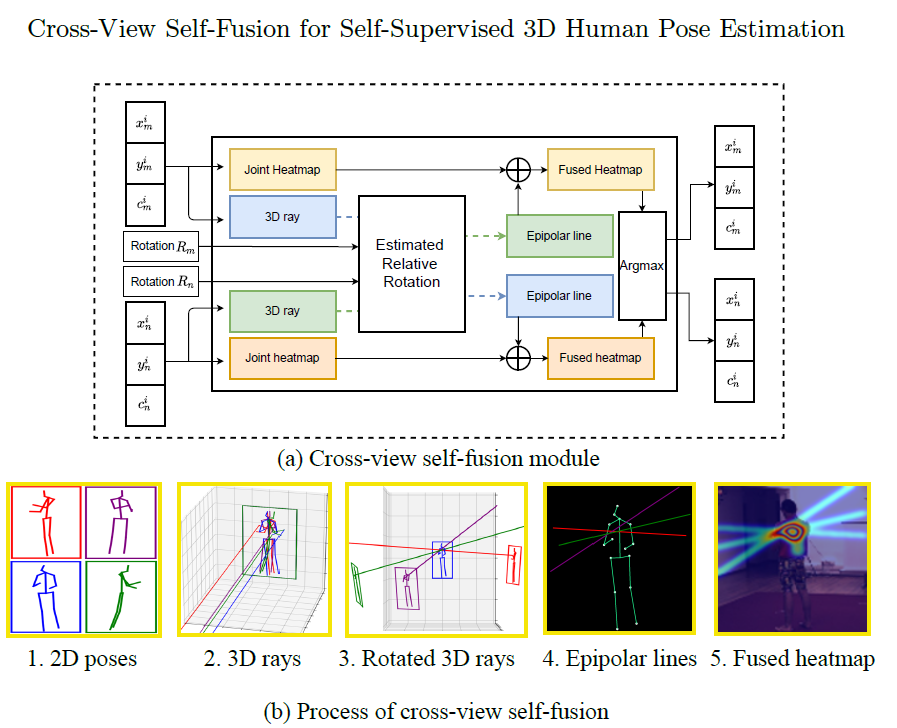 Cross-View Self-Fusion for Self-Supervised 3D Human Pose Estimation
x_m^i
y_m^i
c_m^i
Rotation R_m
Rotation R_n
x_n^i
y_n^i
c_n^i
Joint Heatmap
3D ray
3D ray
Joint heatmap
Estimated
Relative
Rotation
Fused Heatmap
Epipolar line
Epipolar line
Fused heatmap
Argmax
x_m^i
y_m^i
c_m^i
x_n^i
y_n^i
c_n^i
(a) Cross-view self-fusion module
1. 2D poses
2. 3D rays
3. Rotated 3D rays
4. Epipolar lines
5. Fused heatmap
(b) Process of cross-view self-fusion